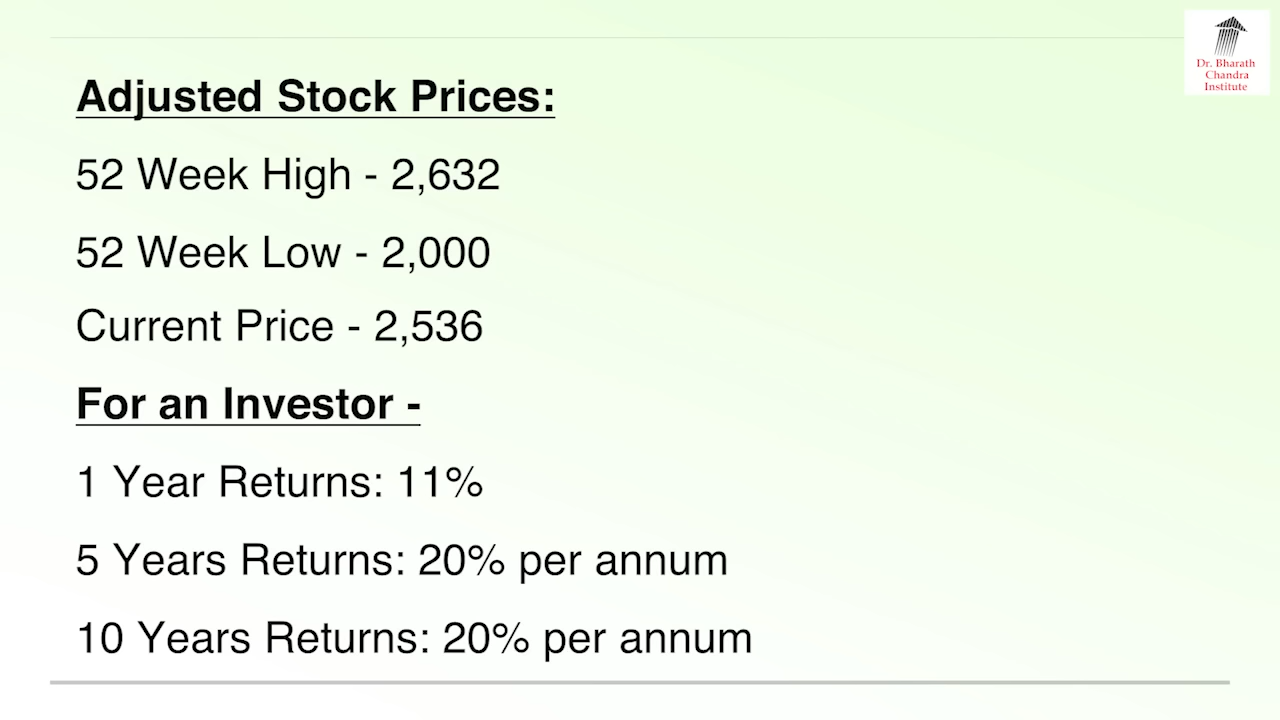 Dr. Bharath
Chandra
Institute
Adjusted Stock Prices:
52 Week High - 2,632
52 Week Low - 2,000
Current Price - 2,536
For an Investor -
1 Year Returns: 11%
5 Years Returns: 20% per annum
10 Years Returns: 20% per annum